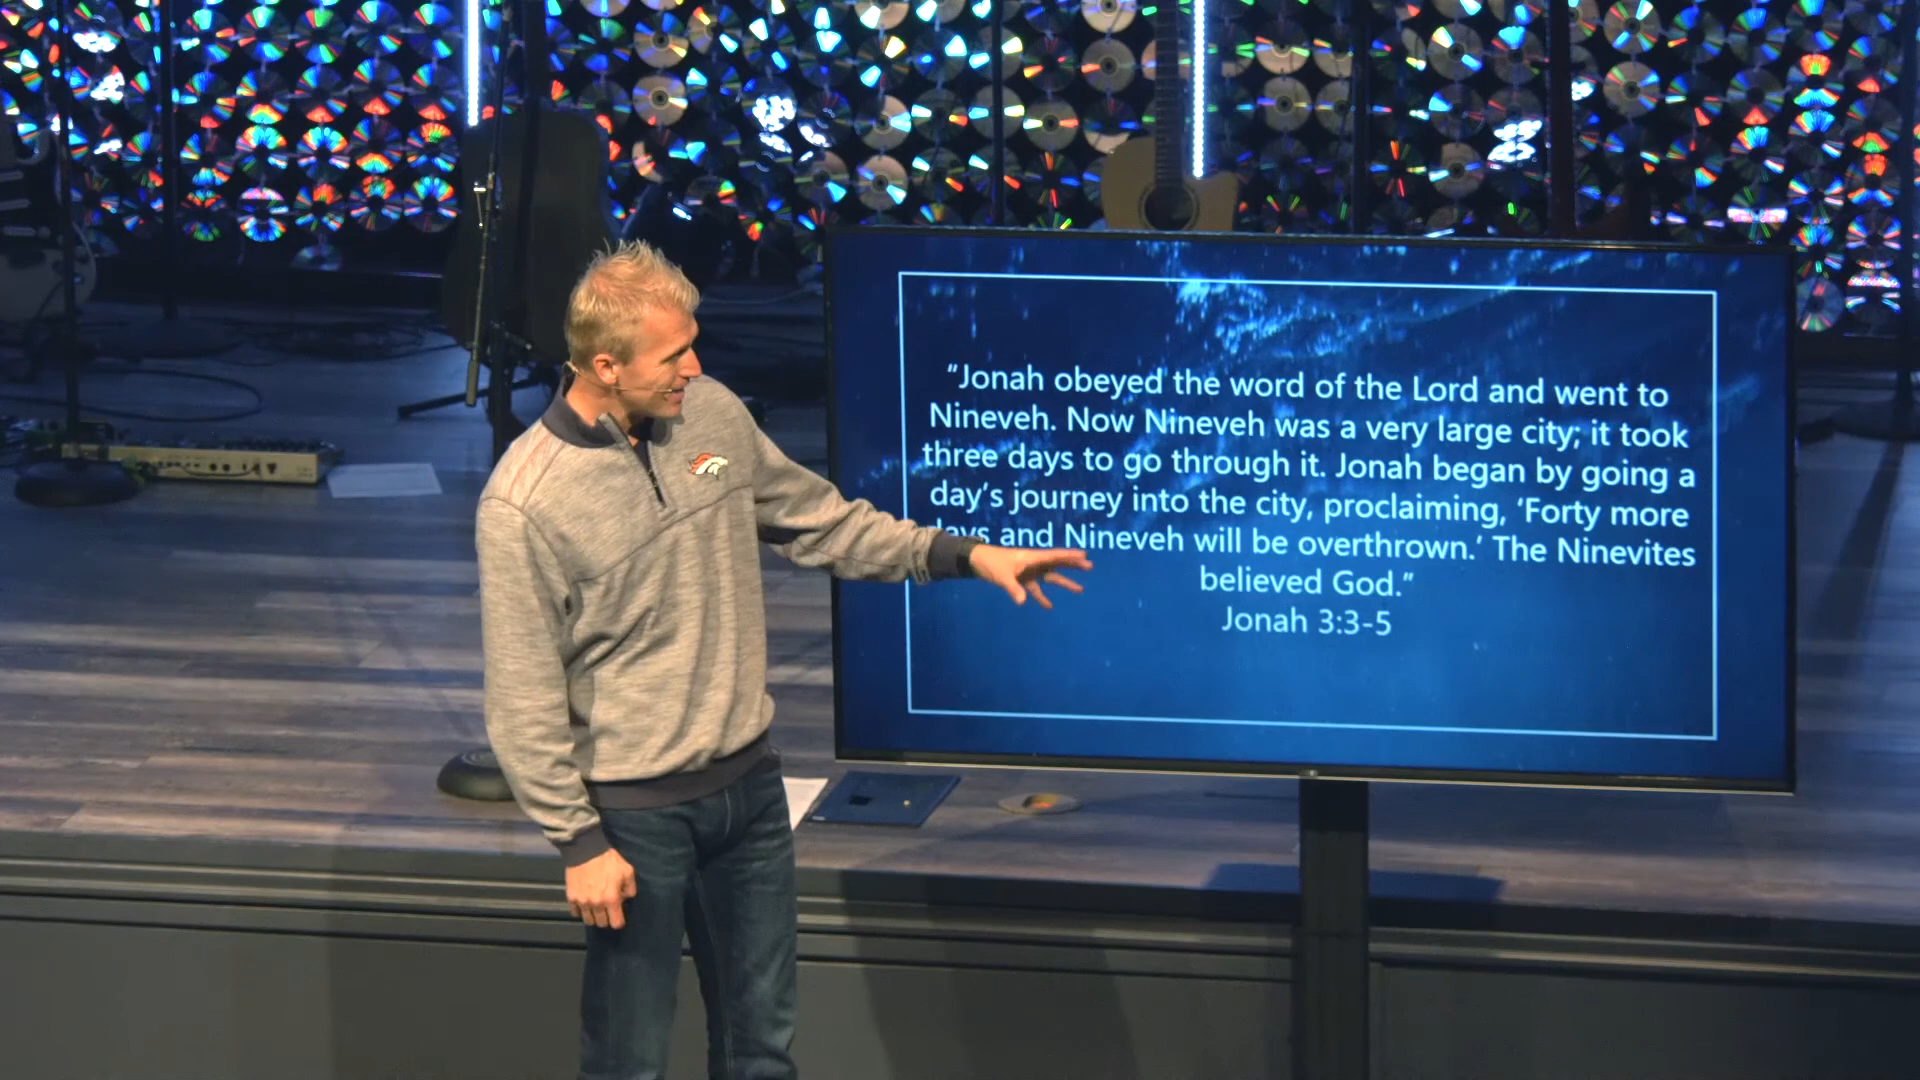 “Jonah obeyed the word of the Lord and went to
Nineveh. Now Nineveh was a very large city; it took
three days to go through it. Jonah began by going a
day’s journey into the city, proclaiming, ‘Forty more
days and Nineveh will be overthrown.’ The Ninevites
believed God.”
Jonah 3:3-5